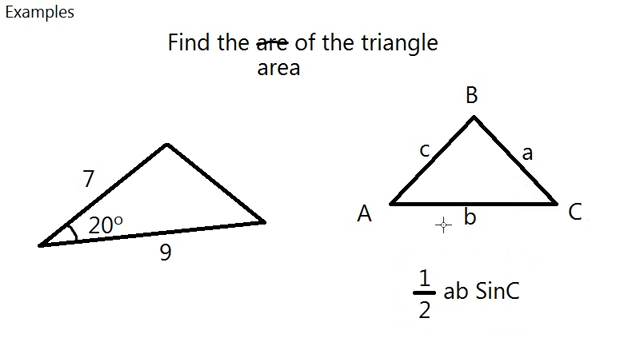 Examples
Find the are of the triangle
area
7
20º
9
B
c
a
A
b
C
1
2
ab SinC